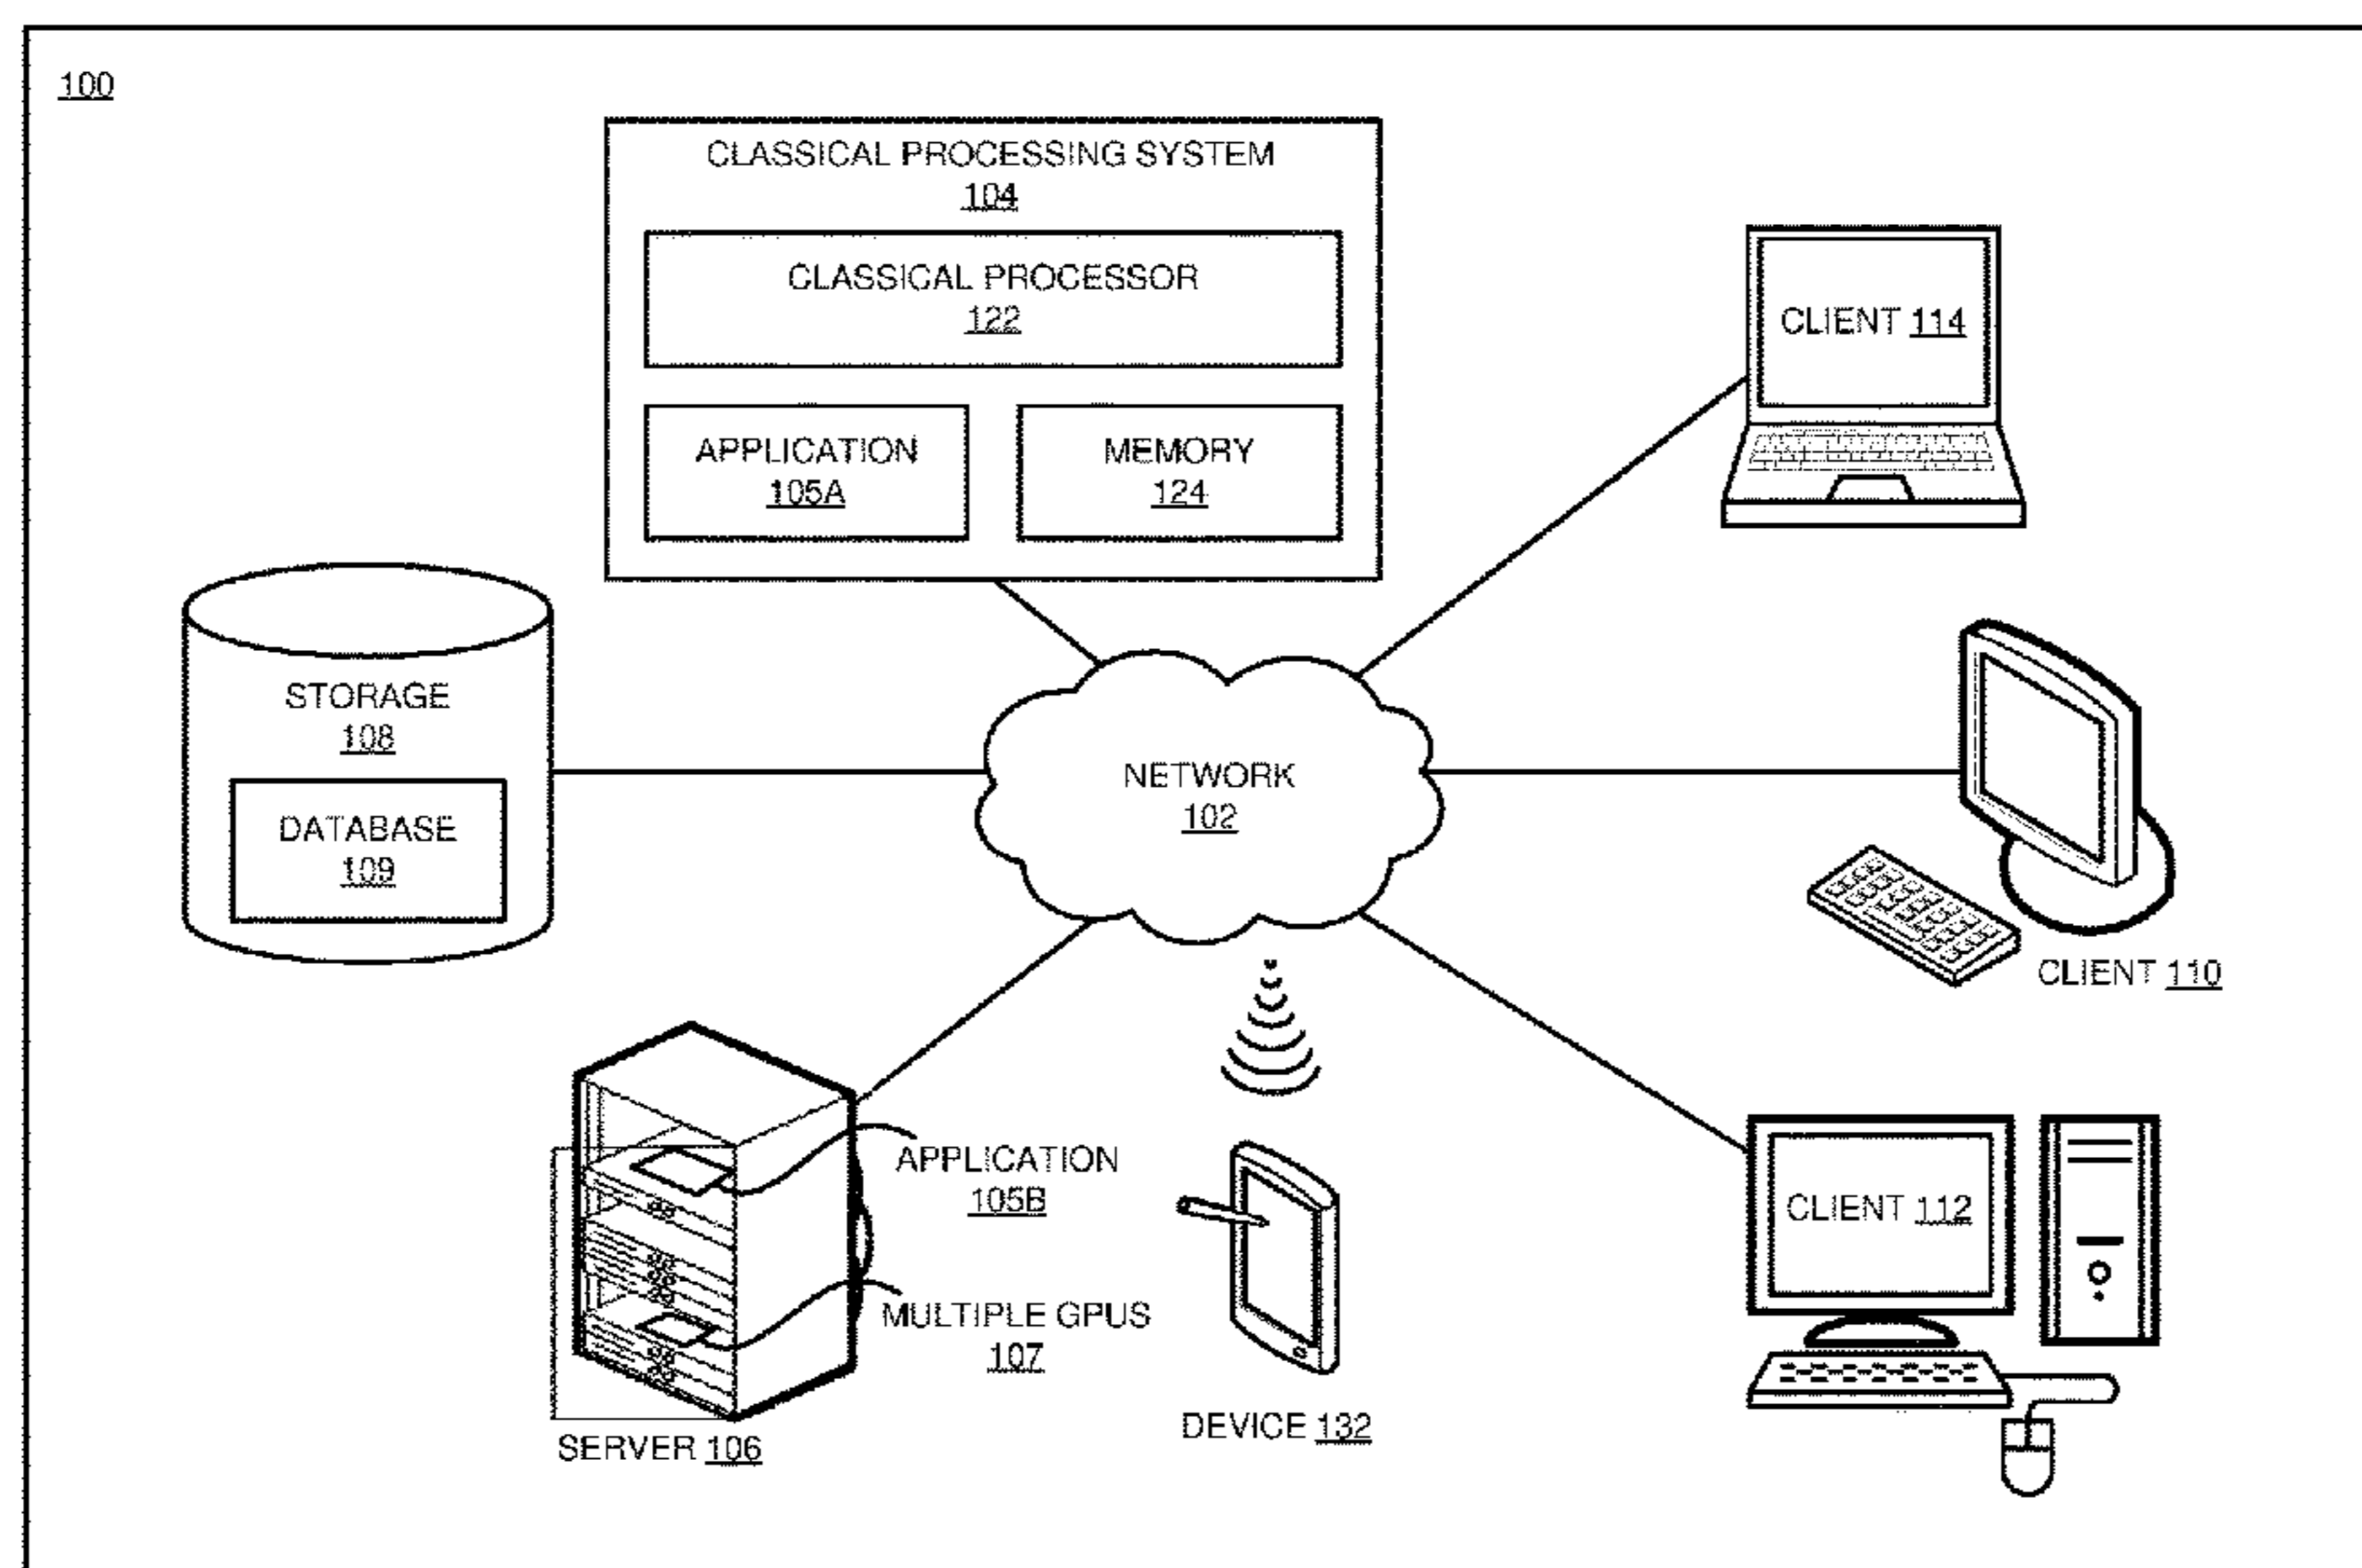 100
CLASSICAL PROCESSING SYSTEM
104
CLASSICAL PROCESSOR
122
APPLICATION
105A
MEMORY
124
CLIENT 114
STORAGE
108
DATABASE
109
NETWORK
102
CLIENT 110
APPLICATION
105B
MULTIPLE GPUS
107
SERVER 106
DEVICE 132
CLIENT 112